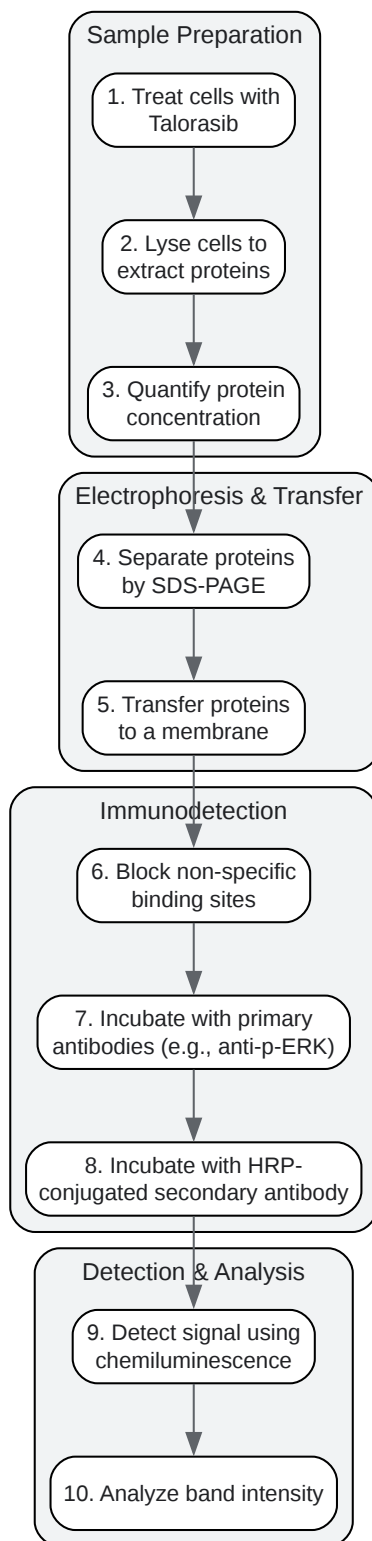 Sample Preparation
1. Treat cells with
Talorasib
2. Lyse cells to
extract proteins
3. Quantify protein
concentration
Electrophoresis & Transfer
4. Separate proteins
by SDS-PAGE
5. Transfer proteins
to a membrane
Immunodetection
6. Block non-specific
binding sites
7. Incubate with primary
antibodies (e.g., anti-p-ERK)
8. Incubate with HRP-
conjugated secondary antibody
Detection & Analysis
9. Detect signal using
chemiluminescence
10. Analyze band intensity